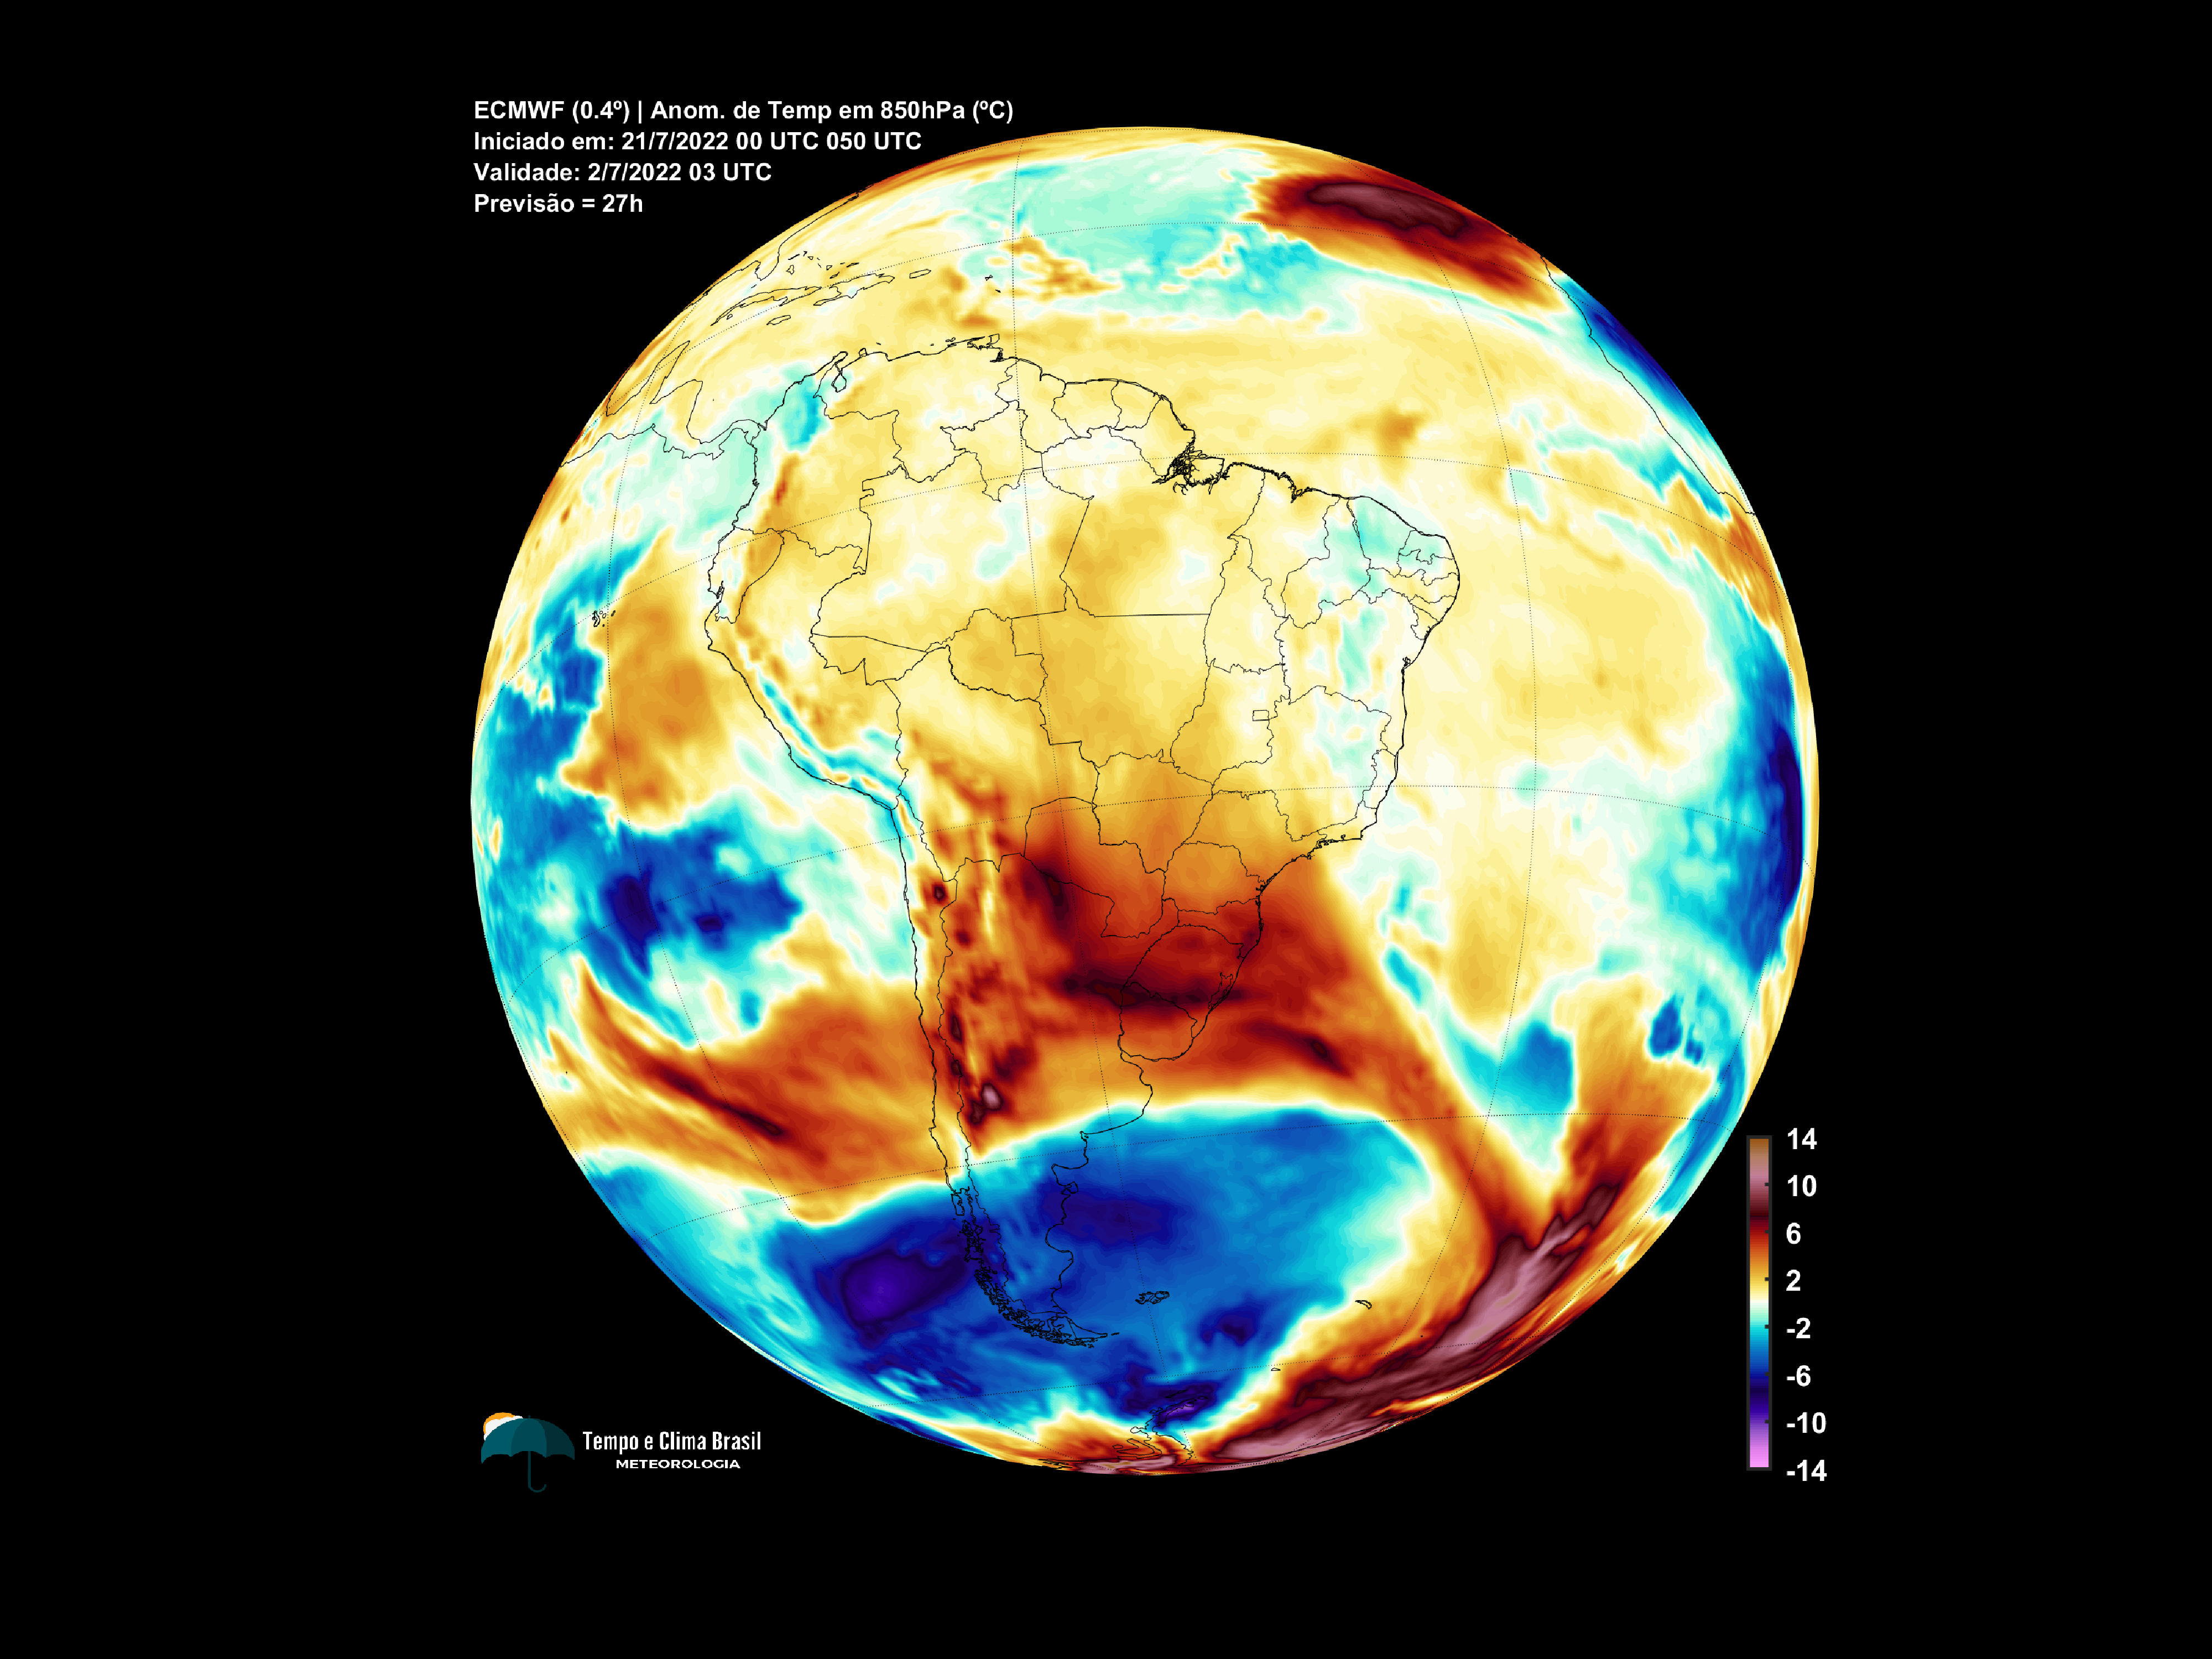 ECMWF (0.4º) | Anom. de Temp em 850hPa (ºC)
Iniciado em: 21/7/2022 00 UTC 050 UTC
Validade: 2/7/2022 03 UTC
Previsão = 27h
14
10
6
2
-2
-6
-10
-14
Tempo e Clima Brasil
METEOROLOGIA